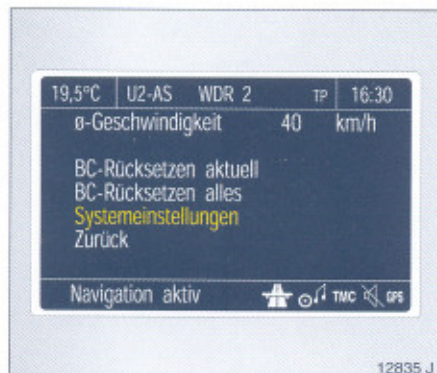 19,5°C U2-AS WDR 2 TP 16:30
ø-Geschwindigkeit 40 km/h
BC-Rücksetzen aktuell
BC-Rücksetzen alles
Systemeinstellungen
Zurück
Navigation aktiv TMC GPS
12835 J